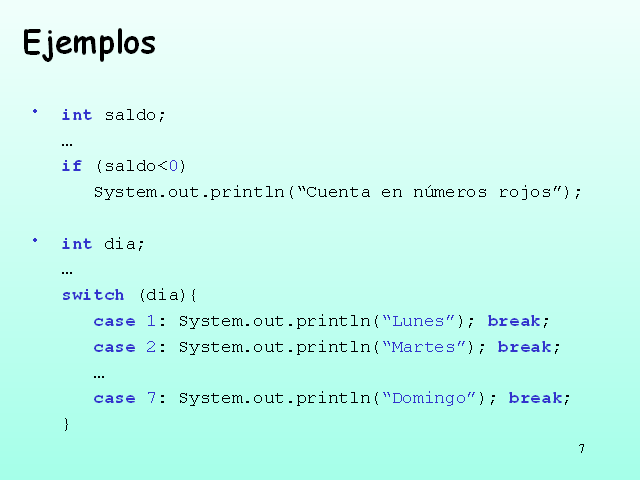 Ejemplos
• int saldo;
…
if (saldo<0)
System.out.println(“Cuenta en números rojos”);
• int dia;
…
switch (dia){
case 1: System.out.println(“Lunes”); break;
case 2: System.out.println(“Martes”); break;
…
case 7: System.out.println(“Domingo”); break;
}
7